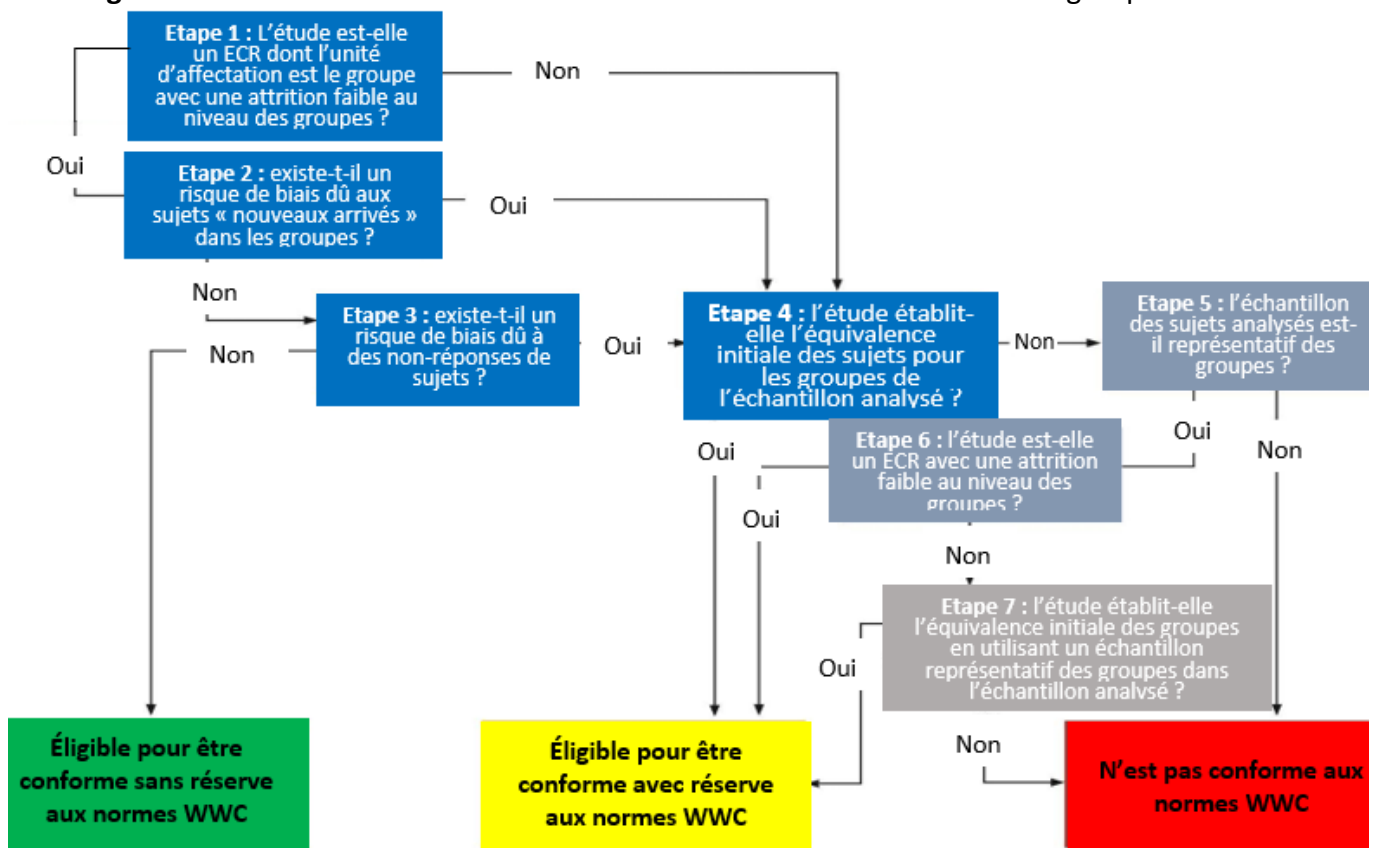 Etape 1 : L'étude est-elle
un ECR dont l'unité
d'affectation est le groupe
avec une attrition faible au
niveau des groupes ?
Non
Oui
Etape 2 : existe-t-il un
risque de biais dû aux
sujets « nouveaux arrivés »
dans les groupes ?
Oui
Non
Etape 3 : existe-t-il un
risque de biais dû à
des non-réponses de
sujets ?
Non
Oui
Etape 4 : l'étude établit-
elle l'équivalence
initiale des sujets pour
les groupes de
l'échantillon analysé ?
Non
Etape 5 : l'échantillon
des sujets analysés est-
il représentatif des
groupes ?
Oui
Oui
Non
Etape 6 : l'étude est-elle
un ECR avec une attrition
faible au niveau des
groupes ?
Oui
Non
Etape 7 : l'étude établit-elle
l'équivalence initiale des groupes
en utilisant un échantillon
représentatif des groupes dans
l'échantillon analysé ?
Oui
Non
Éligible pour être
conforme sans réserve
aux normes WWC
Éligible pour être
conforme avec réserve
aux normes WWC
N'est pas conforme aux
normes WWC